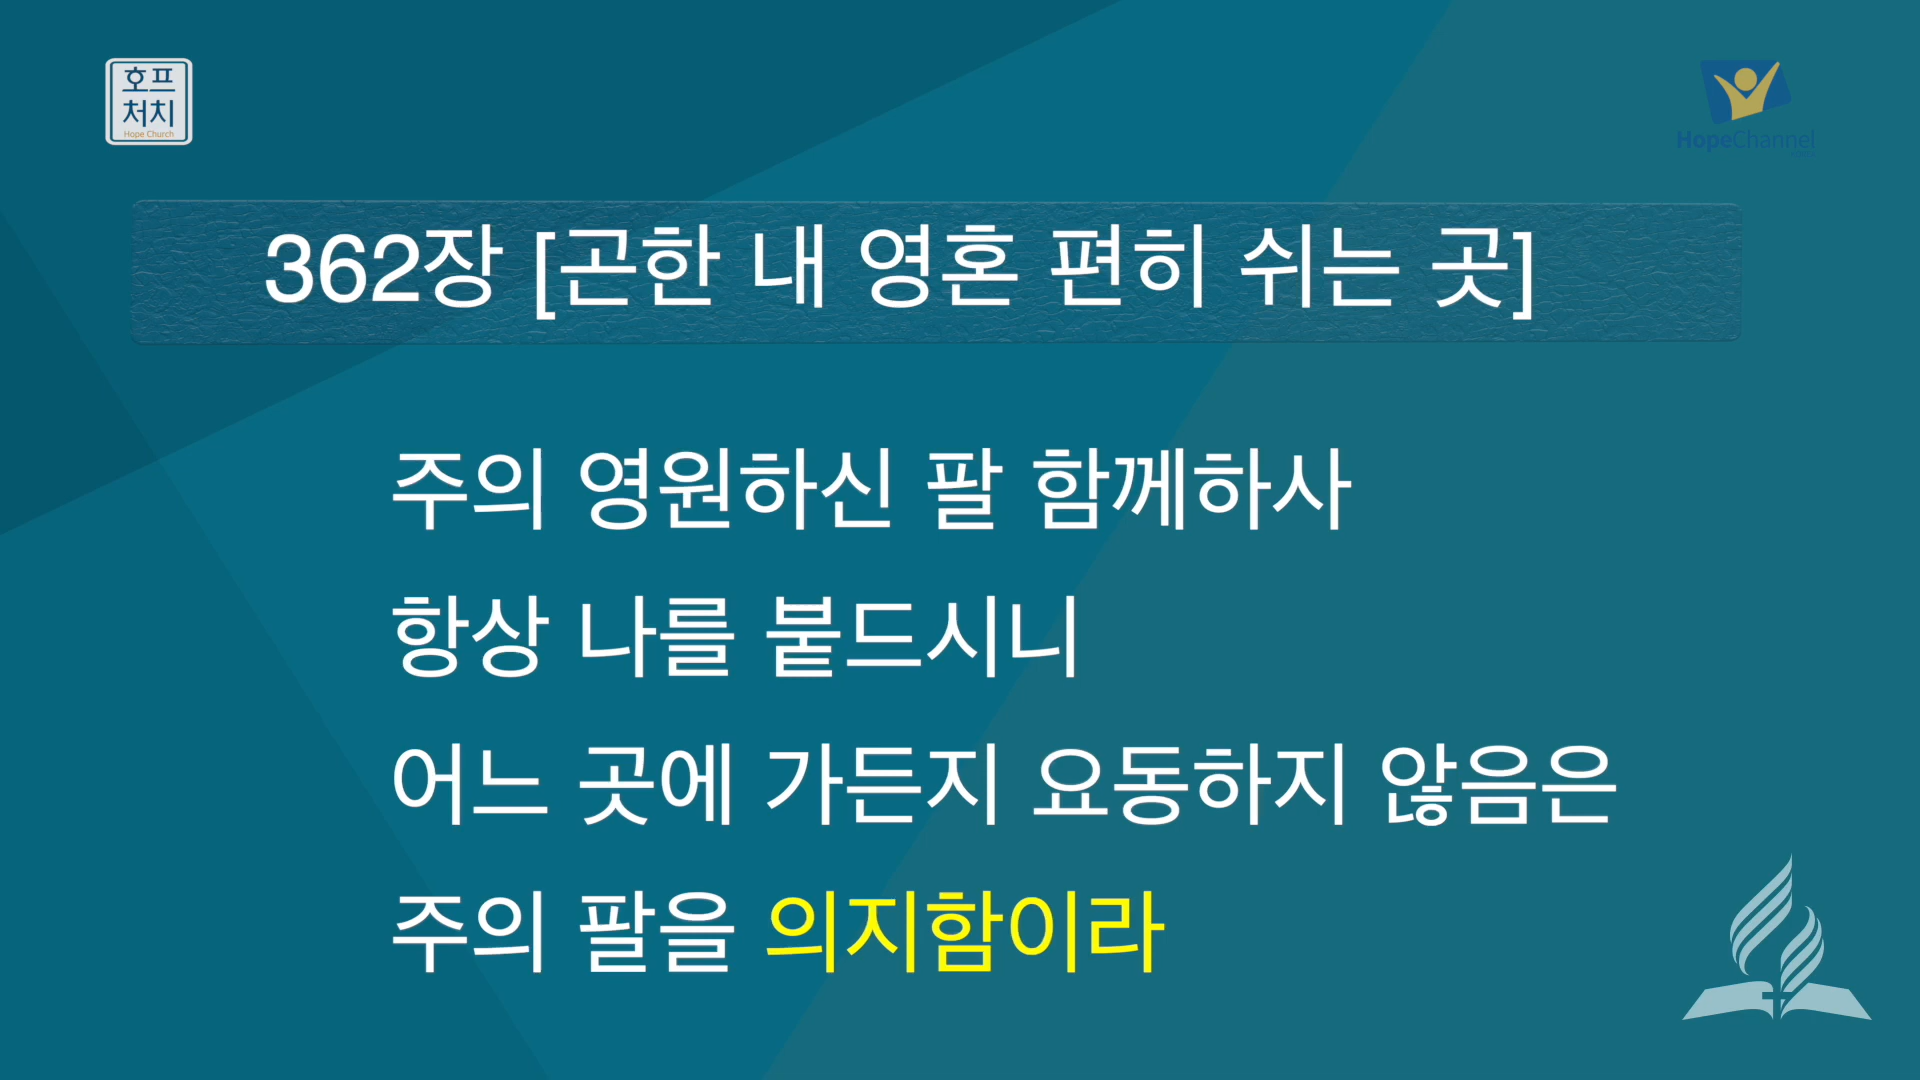 호프
처치
Hope Church
HopeChannel
362장 [곤한 내 영혼 편히 쉬는 곳]
주의 영원하신 팔 함께하사
항상 나를 붙드시니
어느 곳에 가든지 요동하지 않음은
주의 팔을 의지함이라